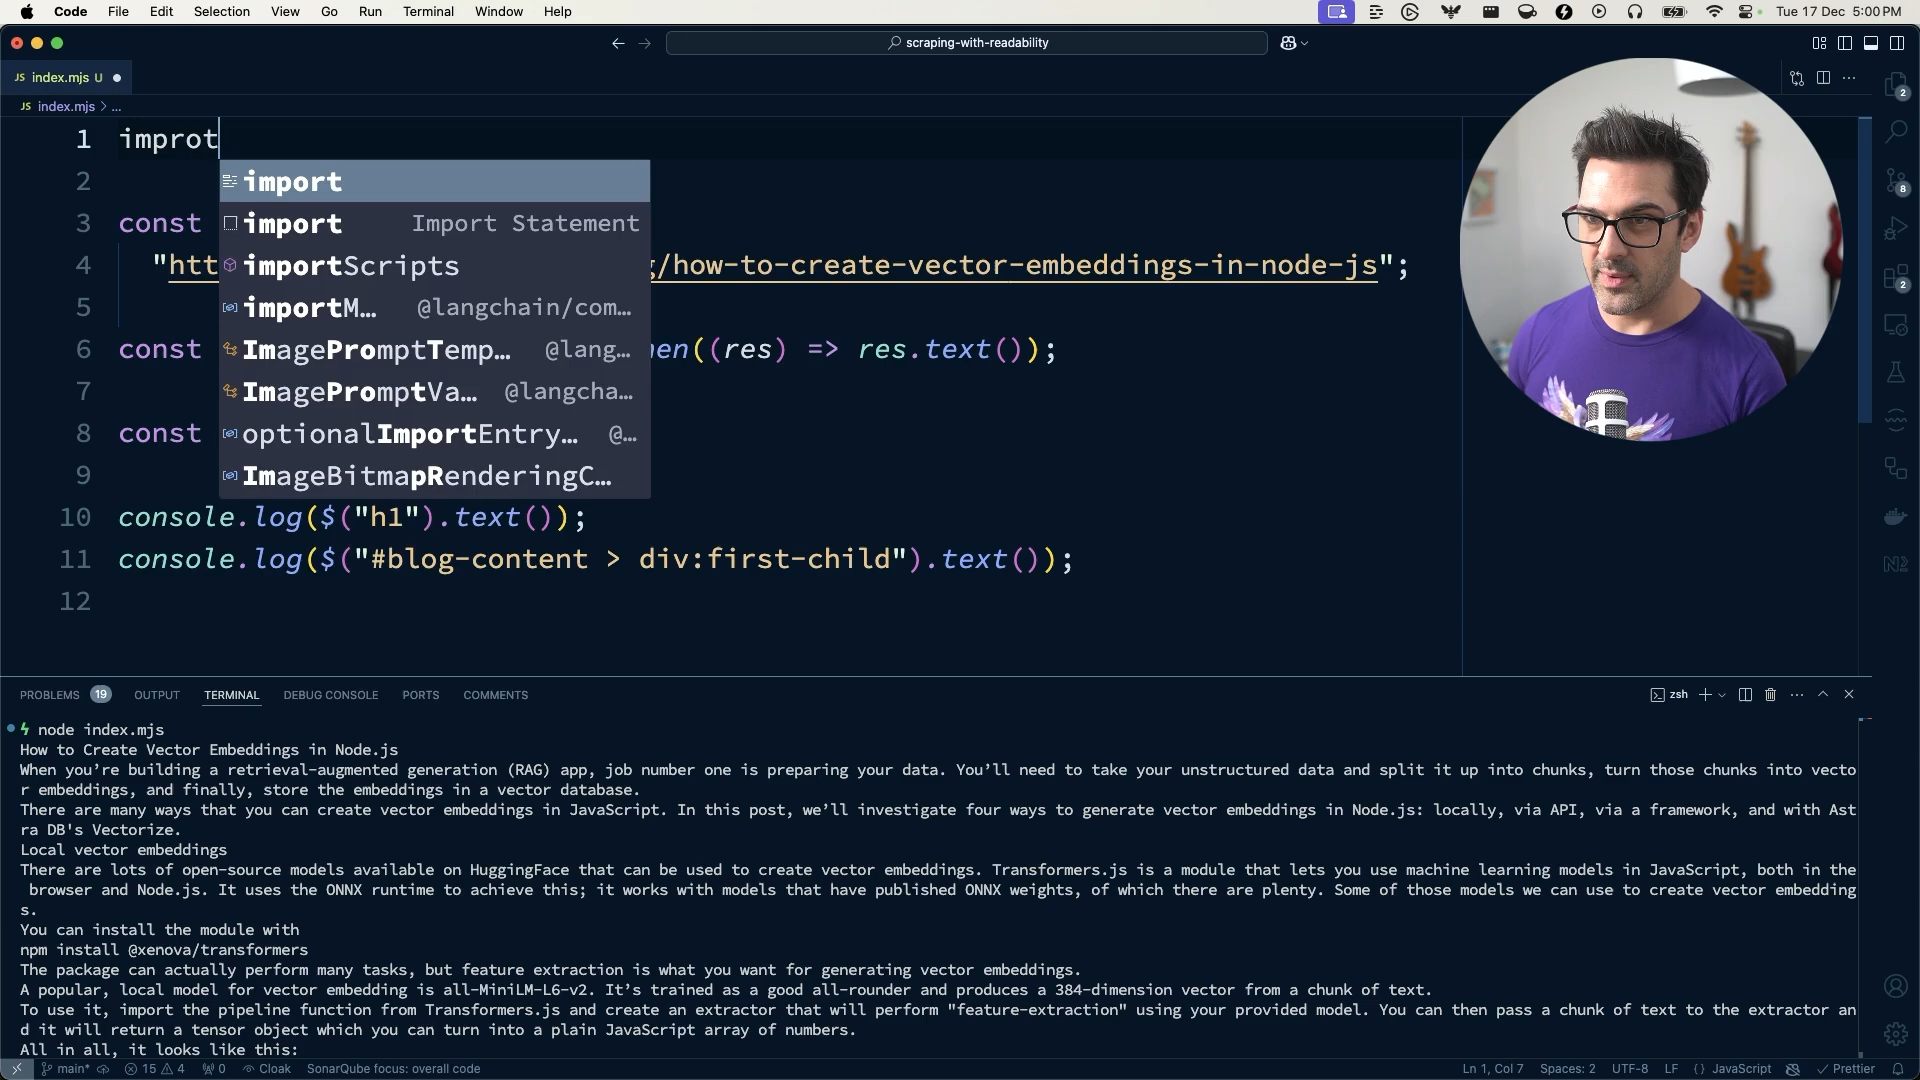 Code File Edit Selection View Go Run Terminal Window Help Tue 17 Dec 5:00 PM
scraping-with-readability
JS index.mjs U
JS index.mjs > ...
1 improt
import
2
3 const import Import Statement
4 "htt importScripts g/how-to-create-vector-embeddings-in-node-js";
5 importM… @langchain/com…
6 const ImagePromptTemp… @lang… hen((res) => res.text());
7 ImagePromptVa… @langcha…
8 const optionalImportEntry… @…
9 ImageBitmapRenderingC…
10 console.log($("h1").text());
11 console.log($("#blog-content > div:first-child").text());
12
PROBLEMS 19 OUTPUT TERMINAL DEBUG CONSOLE PORTS COMMENTS zsh
node index.mjs
How to Create Vector Embeddings in Node.js
When you’re building a retrieval-augmented generation (RAG) app, job number one is preparing your data. You’ll need to take your unstructured data and split it up into chunks, turn those chunks into vecto
r embeddings, and finally, store the embeddings in a vector database.
There are many ways that you can create vector embeddings in JavaScript. In this post, we’ll investigate four ways to generate vector embeddings in Node.js: locally, via API, via a framework, and with Ast
ra DB's Vectorize.
Local vector embeddings
There are lots of open-source models available on HuggingFace that can be used to create vector embeddings. Transformers.js is a module that lets you use machine learning models in JavaScript, both in the
browser and Node.js. It uses the ONNX runtime to achieve this; it works with models that have published ONNX weights, of which there are plenty. Some of those models we can use to create vector embedding
s.
You can install the module with
npm install @xenova/transformers
The package can actually perform many tasks, but feature extraction is what you want for generating vector embeddings.
A popular, local model for vector embedding is all-MiniLM-L6-v2. It’s trained as a good all-rounder and produces a 384-dimension vector from a chunk of text.
To use it, import the pipeline function from Transformers.js and create an extractor that will perform "feature-extraction" using your provided model. You can then pass a chunk of text to the extractor an
d it will return a tensor object which you can turn into a plain JavaScript array of numbers.
All in all, it looks like this:
main* 15 4 0 Cloak SonarQube focus: overall code Ln 1, Col 7 Spaces: 2 UTF-8 LF {} JavaScript Prettier
2
8
2